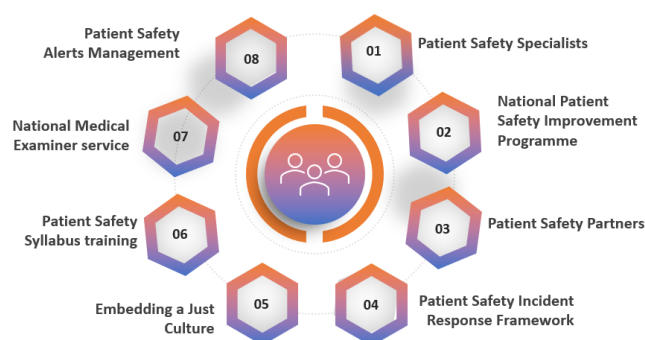 01
Patient Safety Specialists
02
National Patient
Safety Improvement
Programme
03
Patient Safety Partners
04
Patient Safety Incident
Response Framework
05
Embedding a Just
Culture
06
Patient Safety
Syllabus training
07
National Medical
Examiner service
08
Patient Safety
Alerts Management